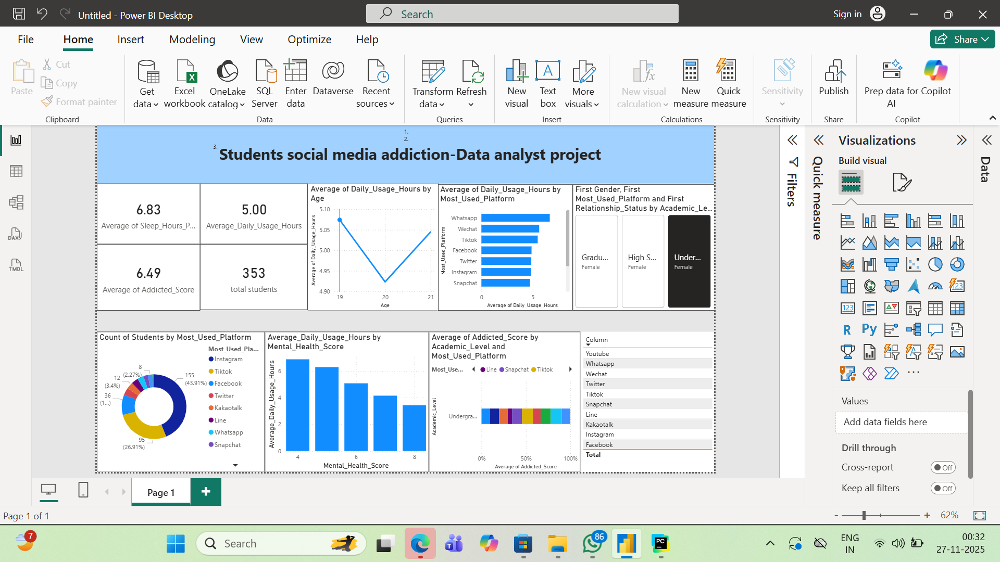 Untitled - Power BI Desktop
Search
Sign in
File
Home
Insert
Modeling
View
Optimize
Help
Share
Paste
Cut
Copy
Format painter
Clipboard
Get data
Excel workbook
OneLake catalog
SQL Server
Enter data
Dataverse
Recent sources
Data
Transform data
Refresh
Queries
New visual
Text box
More visuals
Insert
New visual calculation
New measure
Quick measure
Calculations
Sensitivity
Sensitivity
Publish
Share
Prep data for AI
Copilot
Copilot
1.
2.
3. Students social media addiction-Data analyst project
6.83
Average of Sleep_Hours_P...
5.00
Average_Daily_Usage_Hours
6.49
Average of Addicted_Score
353
total students
Average of Daily_Usage_Hours by
Age
Average of Daily_Usage_Hours
5.10
5.05
5.00
4.95
4.90
19
20
21
Age
Average of Daily_Usage_Hours by
Most_Used_Platform
Most_Used_Platform
Whatsapp
Wechat
Tiktok
Facebook
Twitter
Instagram
Snapchat
0
5
Average of Daily_Usage_Hours
First Gender, First
Most_Used_Platform and First
Relationship_Status by Academic_Le...
Gradu...
Female
High S...
Female
Under...
Female
Count of Students by Most_Used_Platform
8
(2.27%)
12
(3.4%)
36
(1...)
155
(43.91%)
95
(26.91%)
Most_Used_Pla...
Instagram
Tiktok
Facebook
Twitter
Kakaotalk
Line
Whatsapp
Snapchat
Average_Daily_Usage_Hours by
Mental_Health_Score
Average_Daily_Usage_Hours
6
4
2
0
4
6
8
Mental_Health_Score
Average of Addicted_Score by
Academic_Level and
Most_Used_Platform
Most_Use...
Line
Snapchat
Tiktok
Academic_Level
Undergra...
0%
50%
100%
Average of Addicted_Score
Column
Youtube
Whatsapp
Wechat
Twitter
Tiktok
Snapchat
Line
Kakaotalk
Instagram
Facebook
Total
Filters
Quick measure
Visualizations
Build visual
Data
Values
Add data fields here
Drill through
Cross-report
Off
Keep all filters
Off
DAX
TMDL
123
123
R
Py
Page 1
Page 1 of 1
62%
7
Search
T
86
PC
ENG
IN
00:32
27-11-2025